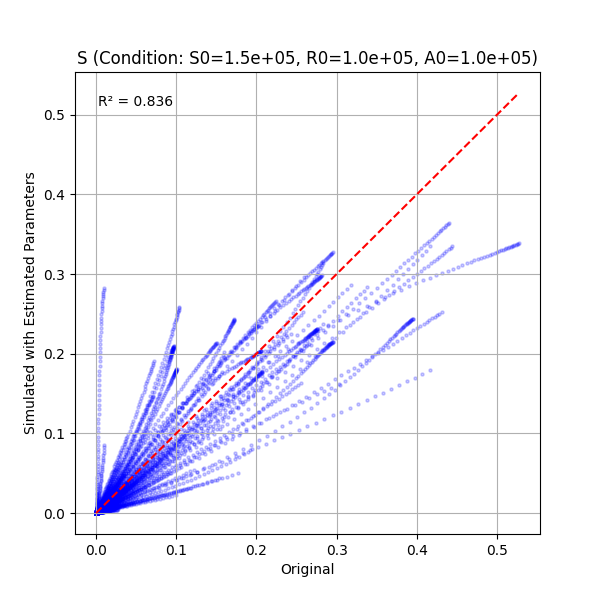 S (Condition: S0=1.5e+05, R0=1.0e+05, A0=1.0e+05)
R² = 0.836
Simulated with Estimated Parameters
0.5
0.4
0.3
0.2
0.1
0.0
0.0 0.1 0.2 0.3 0.4 0.5
Original